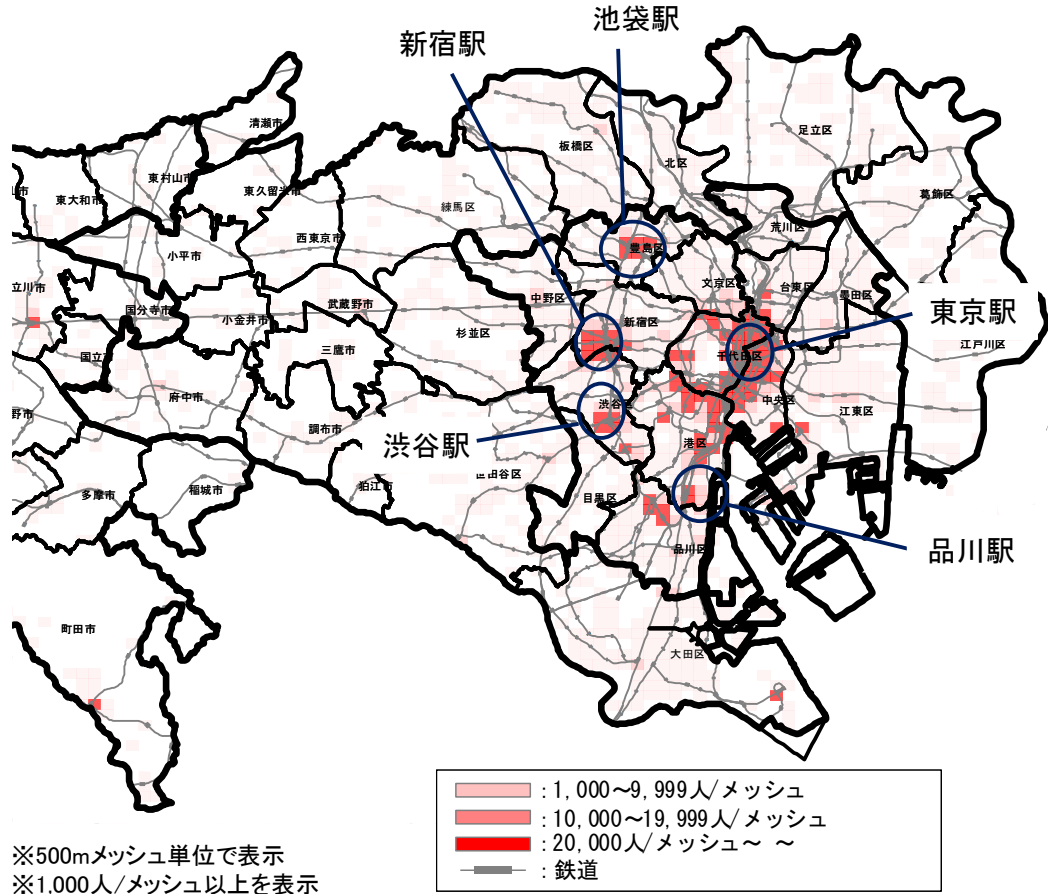 池袋駅
新宿駅
清瀬市
足立区
板橋区
北区
東村山市
東大和市
東久留米市
葛飾区
練馬区
荒川区
西東京市
豊島区
小平市
文京区
台東区
墨田区
立川市
中野区
武蔵野市
国分寺市
小金井市
新宿区
東京駅
杉並区
江戸川区
三鷹市
国立市
千代田区
府中市
渋谷区
中央区
江東区
調布市
港区
渋谷駅
世田谷区
狛江市
稲城市
多摩市
目黒区
品川区
品川駅
町田市
大田区
:1,000~9,999人/メッシュ
:10,000~19,999人/メッシュ
:20,000人/メッシュ~ ~
:鉄道
※500mメッシュ単位で表示
※1,000人/メッシュ以上を表示